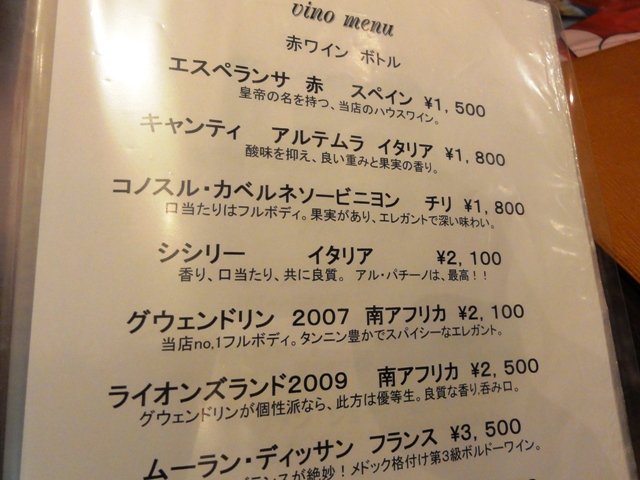 vino menu
赤ワイン ボトル
エスペランサ 赤 スペイン ¥1,500
皇帝の名を持つ、当店のハウスワイン。
キャンティ アルテムラ イタリア ¥1,800
酸味を抑え、良い重みと果実の香り。
コノスル・カベルネソービニヨン チリ ¥1,800
口当たりはフルボディ。果実があり、エレガントで深い味わい。
シシリー イタリア ¥2,100
香り、口当たり、共に良質。 アル・パチーノは、最高！！
グウェンドリン 2007 南アフリカ ¥2,100
当店no,1フルボディ。タンニン豊かでスパイシーなエレガント。
ライオンズランド2009 南アフリカ ¥2,500
グウェンドリンが個性派なら、此方は優等生。良質な香り,呑み口。
ムーラン・ディッサン フランス ¥3,500
バランスが絶妙！メドック格付け第3級ボルドーワイン。